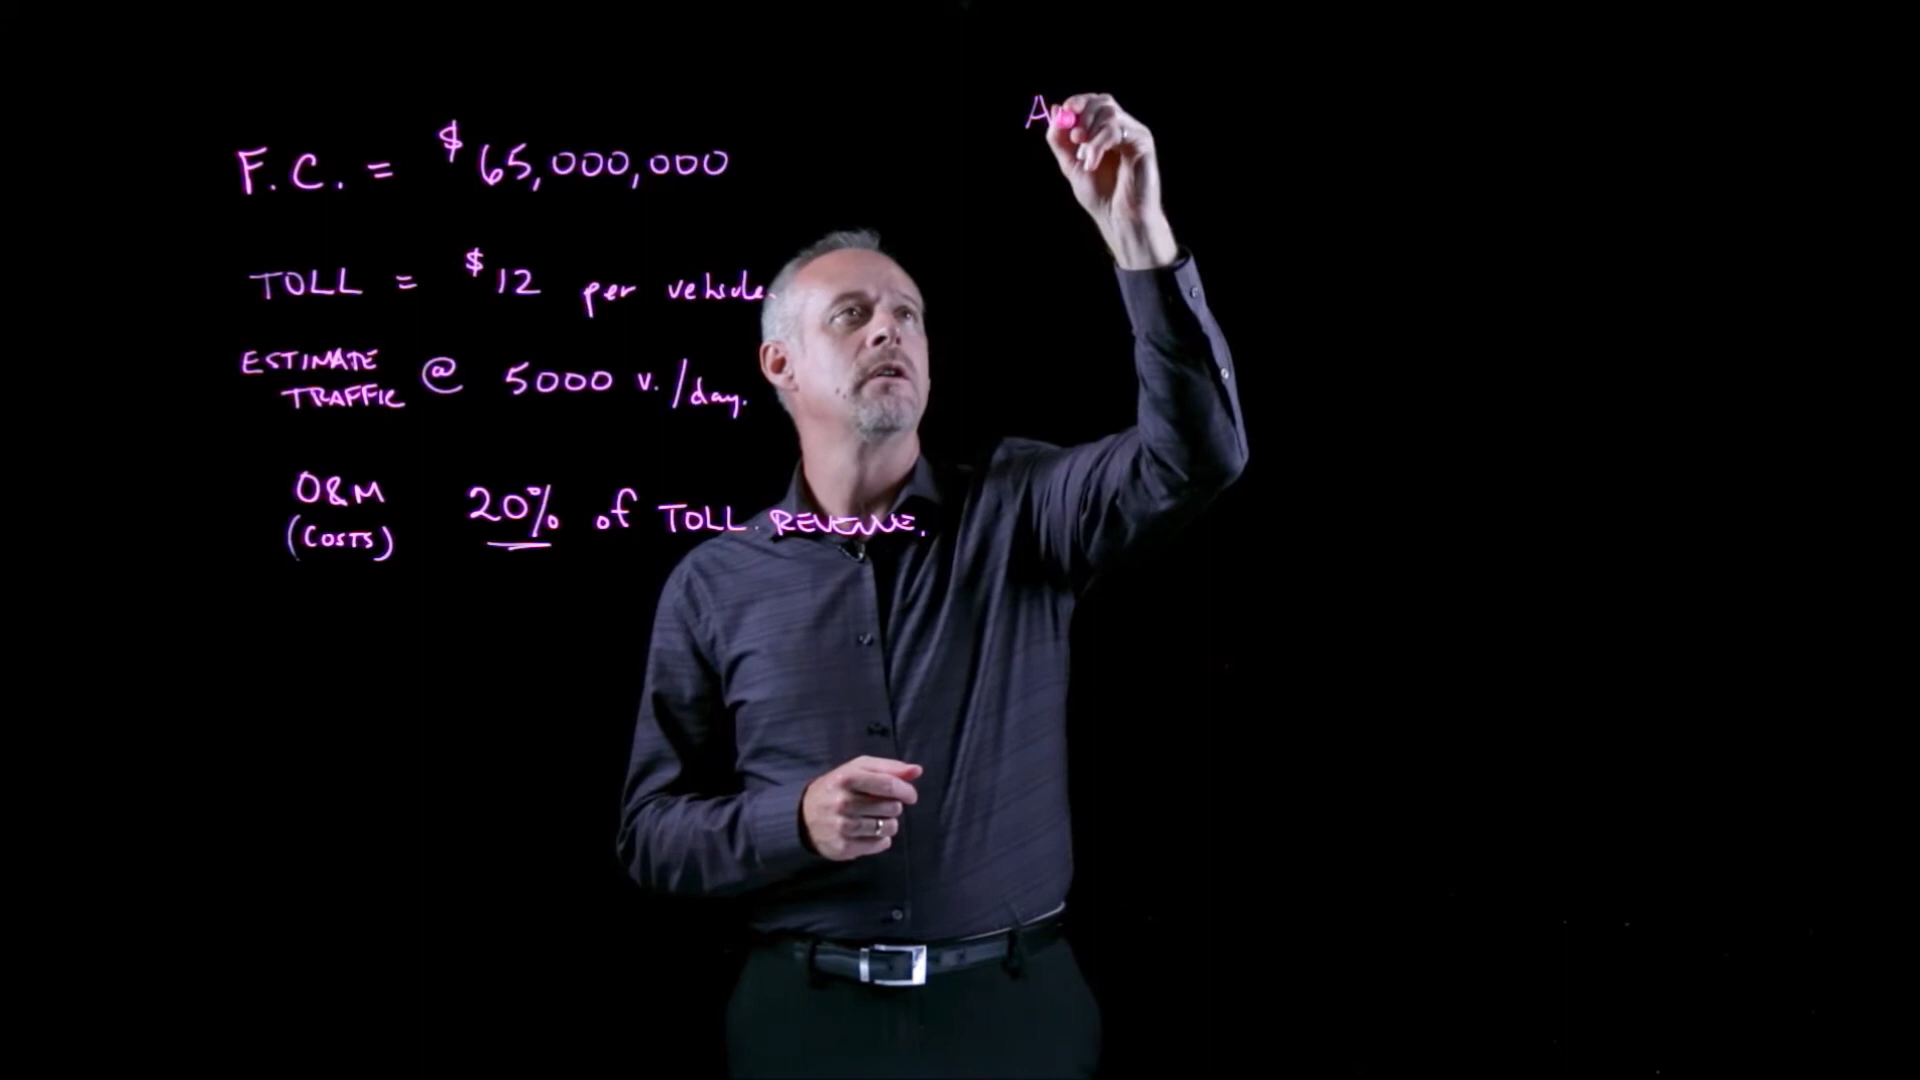 F.C. = $65,000,000
TOLL = $12 per vehicle.
ESTIMATE
TRAFFIC @ 5000 v./day.
O&M 20% of TOLL REVENUE.
(COSTS)
A